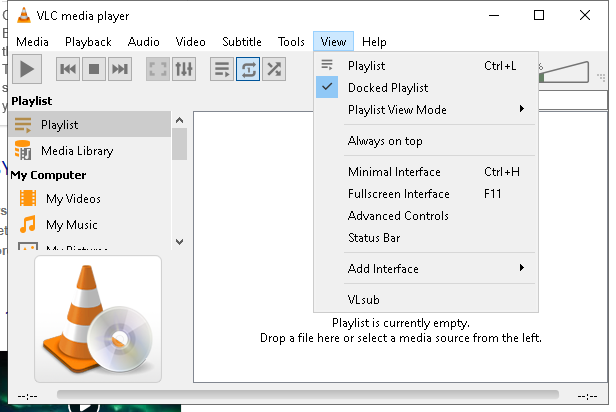 VLC media player
Media Playback Audio Video Subtitle Tools View Help
Playlist Ctrl+L
Docked Playlist
Playlist View Mode
Always on top
Minimal Interface Ctrl+H
Fullscreen Interface F11
Advanced Controls
Status Bar
Add Interface
VLsub
%
Playlist
Playlist
Media Library
My Computer
My Videos
My Music
My Pictures
Playlist is currently empty.
Drop a file here or select a media source from the left.
--:-- --:--